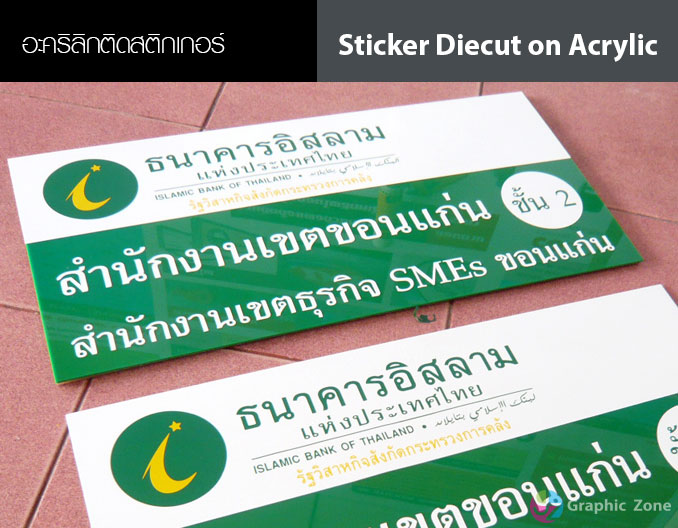 อะคริลิกติดสติกเกอร์
Sticker Diecut on Acrylic
ธนาคารอิสลาม
แห่งประเทศไทย
ISLAMIC BANK OF THAILAND •
รัฐวิสาหกิจสังกัดกระทรวงการคลัง
สำนักงานเขตขอนแก่น
ชั้น 2
สำนักงานเขตธุรกิจ SMEs ขอนแก่น
ธนาคารอิสลาม
แห่งประเทศไทย
ISLAMIC BANK OF THAILAND •
รัฐวิสาหกิจสังกัดกระทรวงการคลัง
สำนักงานเขตขอนแก่น
Graphic Zone